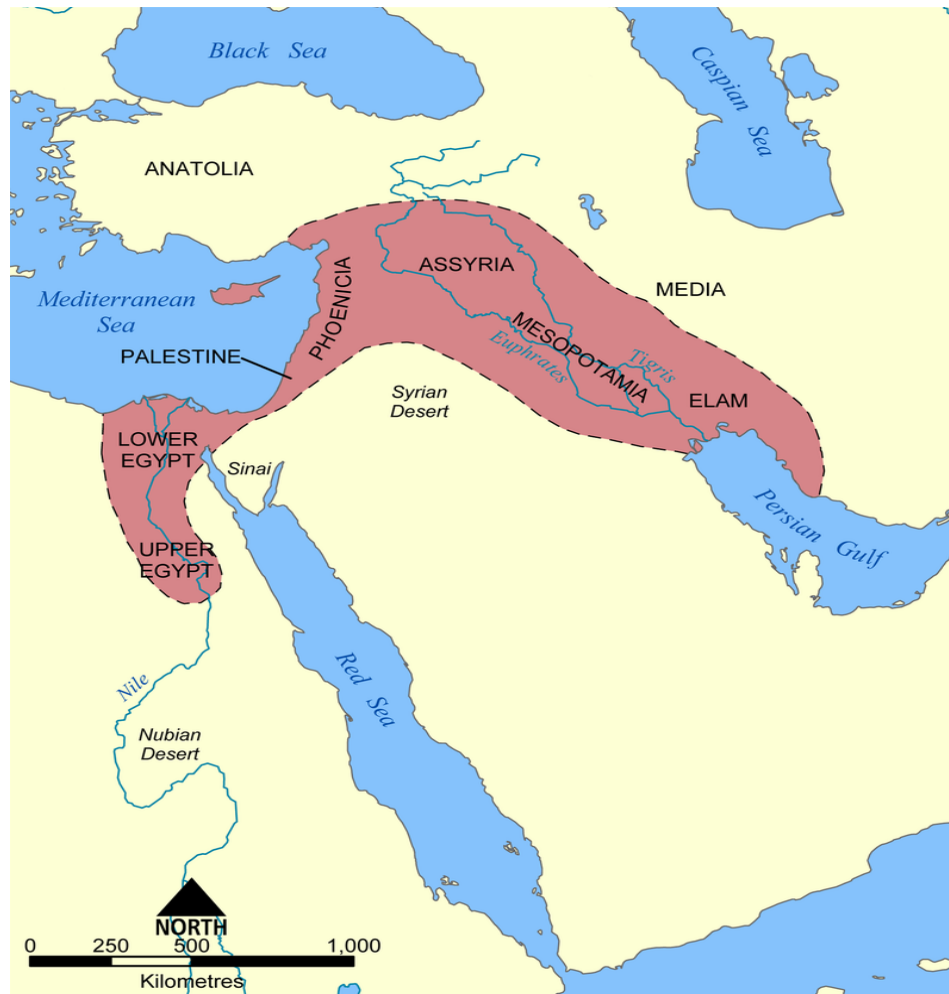 Black Sea
Caspian
Sea
ANATOLIA
ASSYRIA
MEDIA
PHOENICIA
Mediterranean
Sea
MESOPOTAMIA
Euphrates
Tigris
PALESTINE
Syrian
Desert
ELAM
LOWER
EGYPT
Sinai
Persian Gulf
UPPER
EGYPT
Red Sea
Nile
Nubian
Desert
NORTH
0 250 500 1,000
Kilometres